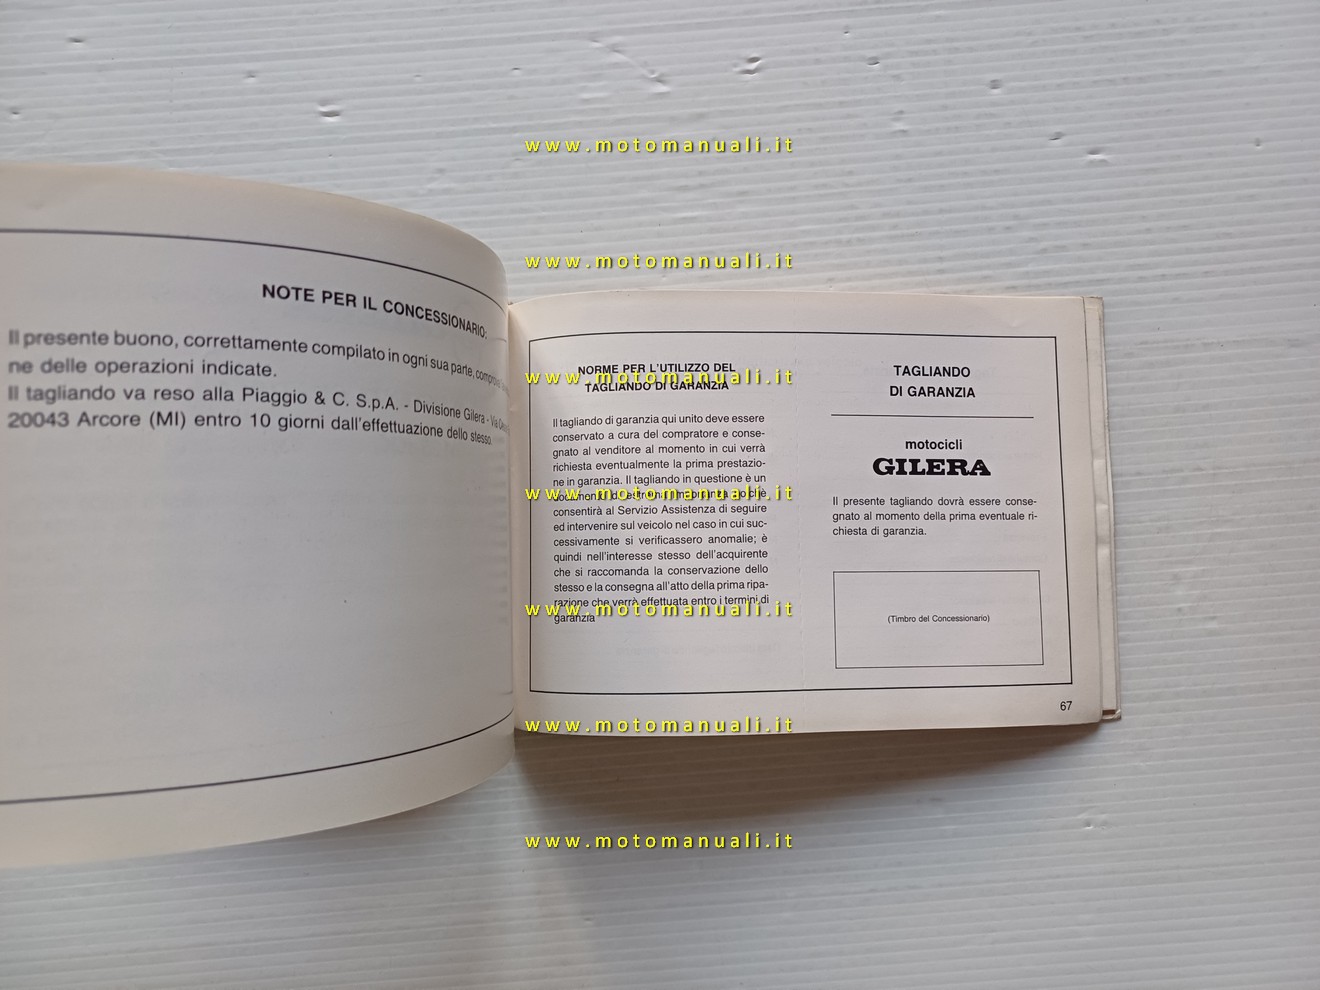 www.motomanuali.it
www.motomanuali.it
www.motomanuali.it
www.motomanuali.it
www.motomanuali.it
www.motomanuali.it
www.motomanuali.it
NOTE PER IL CONCESSIONARIO:
Il presente buono, correttamente compilato in ogni sua parte,
ne delle operazioni indicate.
Il tagliando va reso alla Piaggio & C. S.p.A. - Divisione Gilera - Via
20043 Arcore (MI) entro 10 giorni dall'effettuazione dello stesso.
NORME PER L'UTILIZZO DEL
TAGLIANDO DI GARANZIA
Il tagliando di garanzia qui unito deve essere
conservato a cura del compratore e conse-
gnato al venditore al momento in cui verrà
richiesta eventualmente la prima prestazio-
ne in garanzia. Il tagliando in questione è un
consentirà al Servizio Assistenza di seguire
ed intervenire sul veicolo nel caso in cui suc-
cessivamente si verificassero anomalie; è
quindi nell'interesse stesso dell'acquirente
che si raccomanda la conservazione dello
stesso e la consegna all'atto della prima ripa-
razione che verrà effettuata entro i termini di
garanzia
TAGLIANDO
DI GARANZIA
motocicli
GILERA
Il presente tagliando dovrà essere conse-
gnato al momento della prima eventuale ri-
chiesta di garanzia.
(Timbro del Concessionario)
67